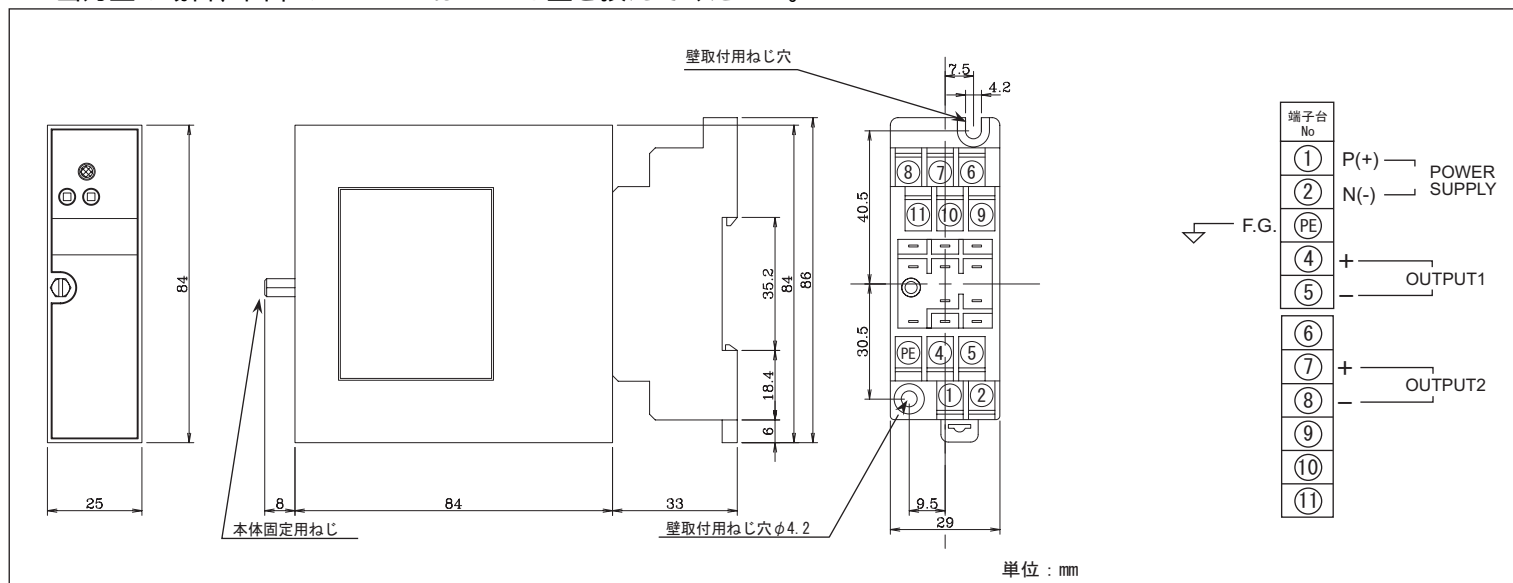 壁取付用ねじ穴
7.5
4.2
84
25
8
84
33
35.2
18.4
6
84
86
本体固定用ねじ
40.5
30.5
⑧ ⑦ ⑥
⑪ ⑩ ⑨
PE ④ ⑤
① ②
9.5
29
壁取付用ねじ穴φ4.2
単位：mm
端子台
No
① P(+)
② N(-)
POWER
SUPPLY
F.G. PE
④ +
⑤ −
OUTPUT1
⑥
⑦ +
⑧ −
OUTPUT2
⑨
⑩
⑪